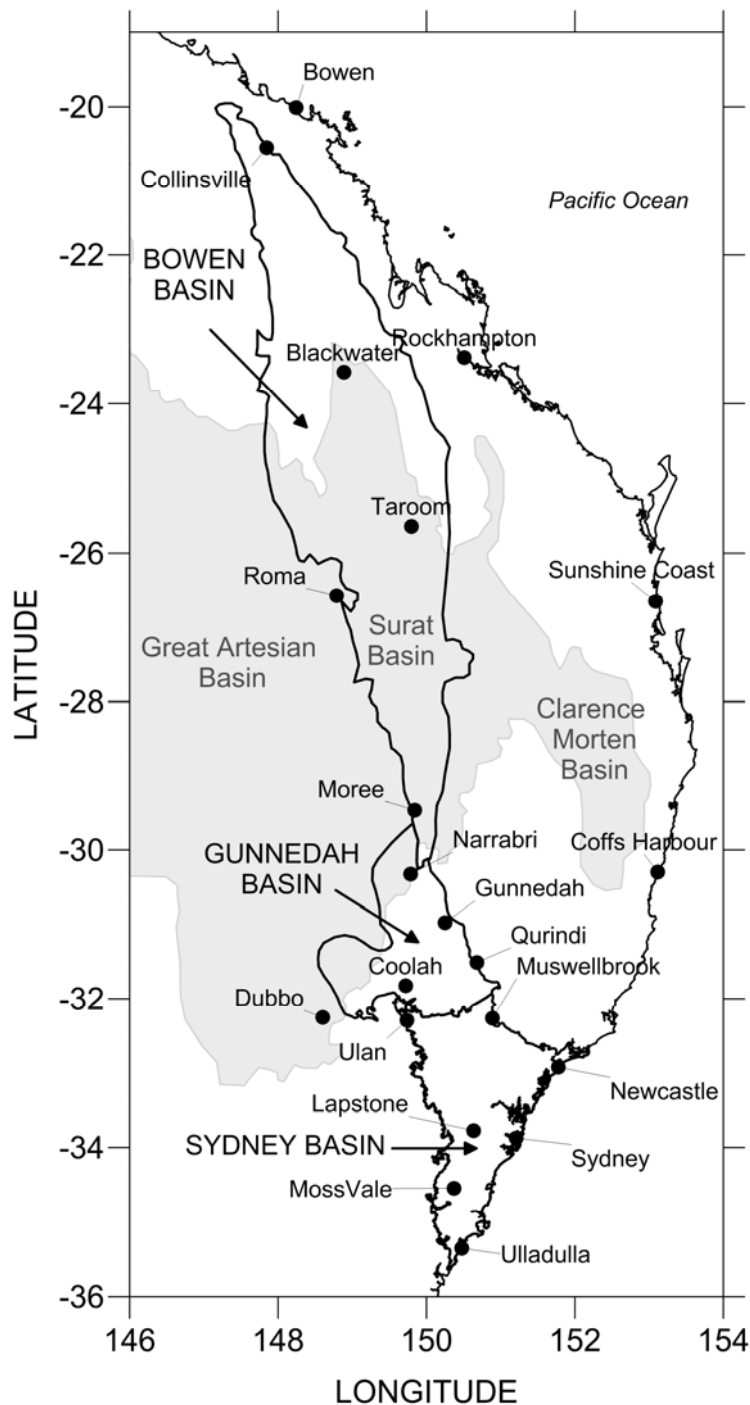 Bowen
-20
Collinsville
Pacific Ocean
-22
BOWEN
BASIN
Rockhampton
Blackwater
-24
Taroom
-26
Roma
Sunshine Coast
Surat
Basin
Great Artesian
Basin
LATITUDE
-28
Clarence
Morten
Basin
Moree
-30
Narrabri
Coffs Harbour
GUNNEDAH
BASIN
Gunnedah
Qurindi
Coolah
Muswellbrook
-32
Dubbo
Ulan
Newcastle
Lapstone
-34
SYDNEY BASIN
Sydney
MossVale
Ulladulla
-36
146
148
150
152
154
LONGITUDE